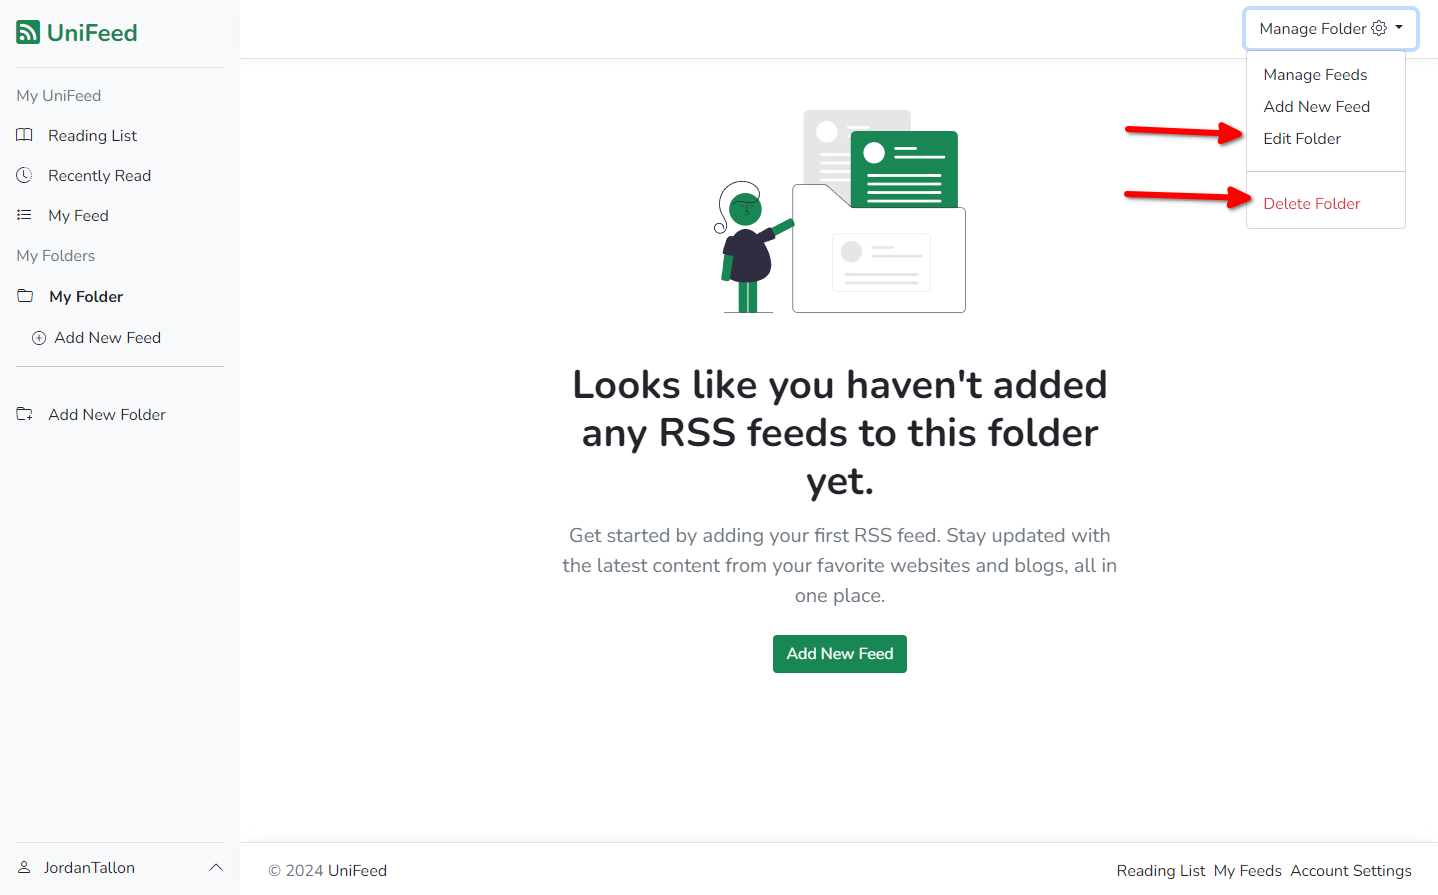 UniFeed
Manage Folder
Manage Feeds
Add New Feed
Edit Folder
Delete Folder
My UniFeed
Reading List
Recently Read
My Feed
My Folders
My Folder
Add New Feed
Add New Folder
Looks like you haven't added
any RSS feeds to this folder
yet.
Get started by adding your first RSS feed. Stay updated with
the latest content from your favorite websites and blogs, all in
one place.
Add New Feed
JordanTallon
© 2024 UniFeed
Reading List My Feeds Account Settings